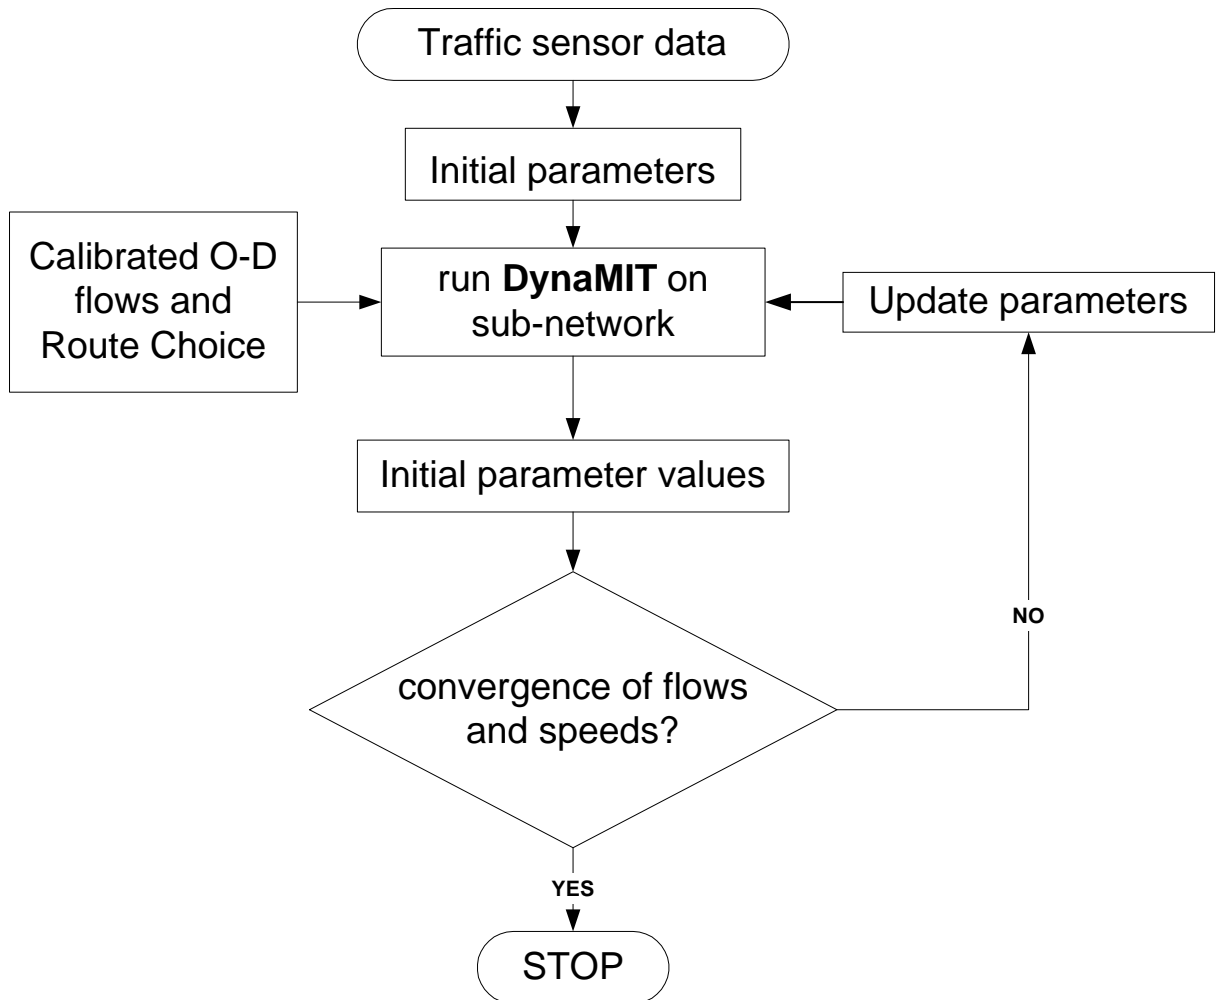 Traffic sensor data
Initial parameters
Calibrated O-D
flows and
Route Choice
run DynaMIT on
sub-network
Update parameters
Initial parameter values
convergence of flows
and speeds?
NO
YES
STOP